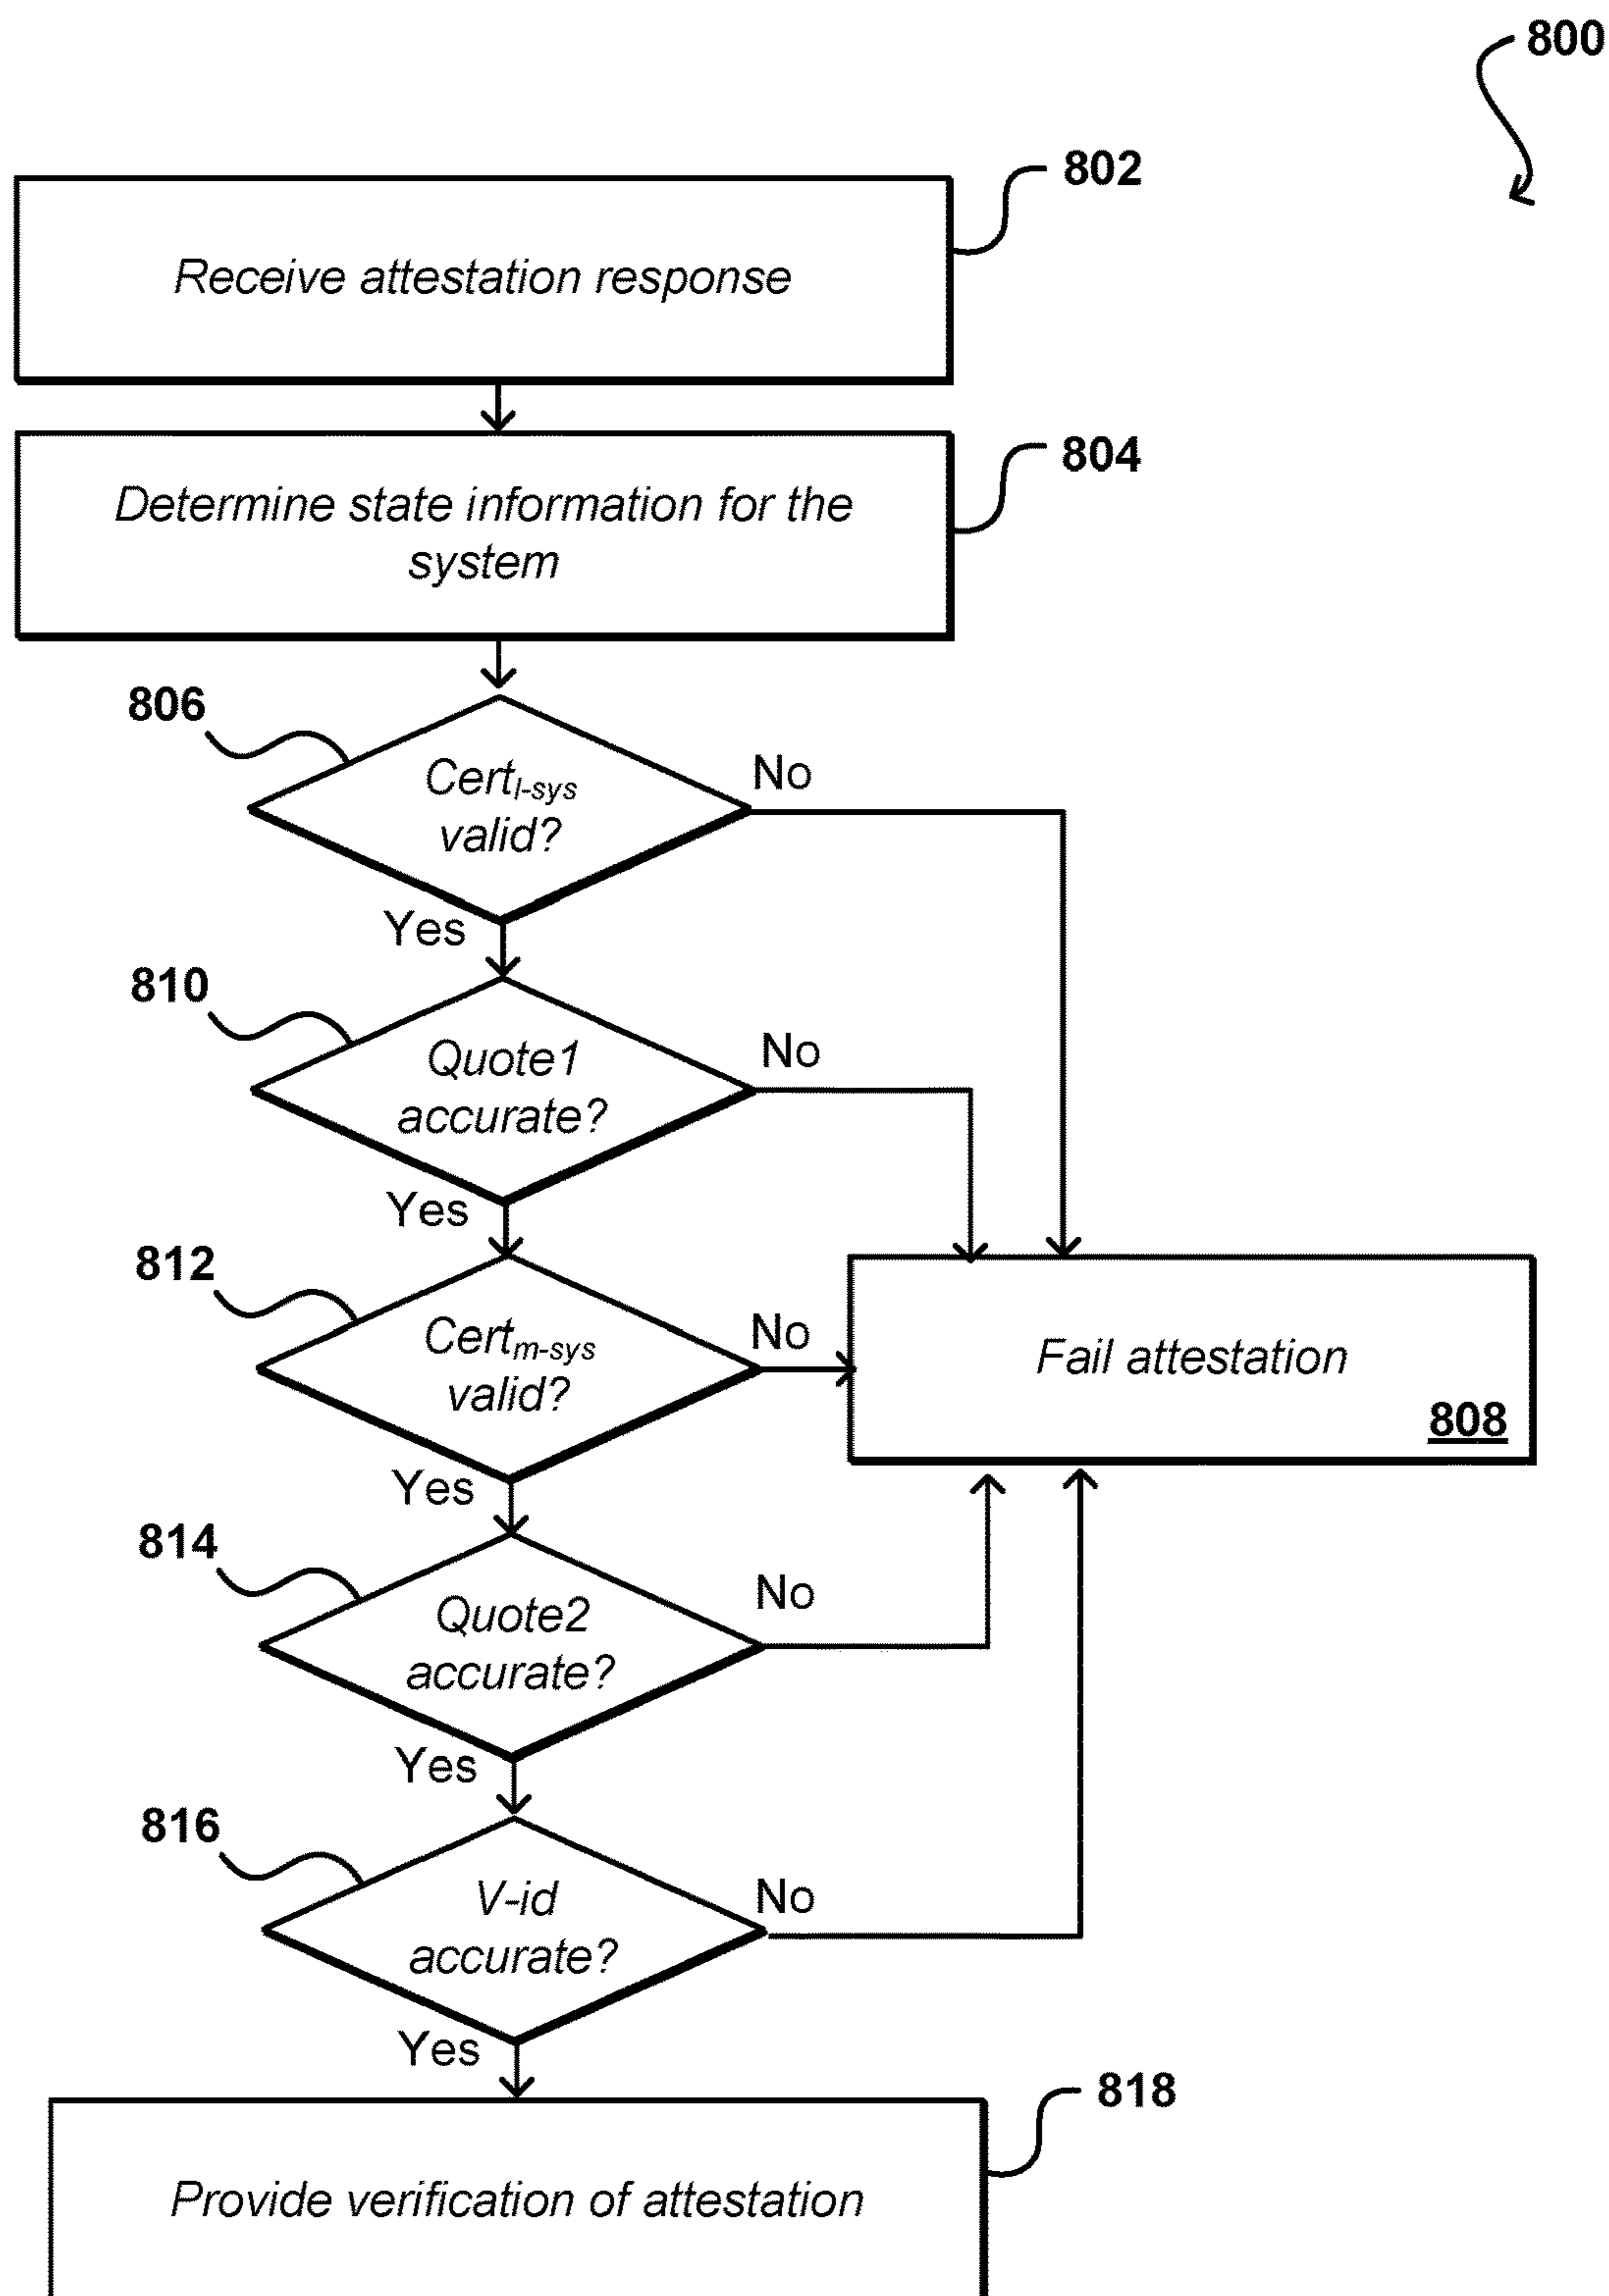 800
802
Receive attestation response
804
Determine state information for the
system
806
Certl-sys
valid?
No
Yes
810
Quote1
accurate?
No
Yes
812
Certm-sys
valid?
No
Fail attestation
808
Yes
814
Quote2
accurate?
No
Yes
816
V-id
accurate?
No
Yes
818
Provide verification of attestation